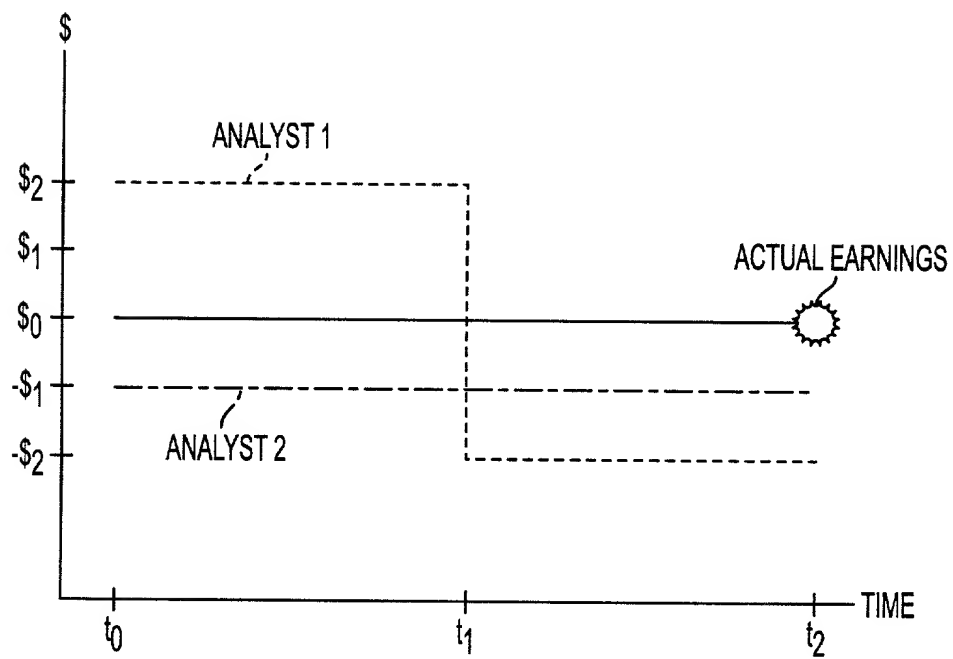 $
ANALYST 1
$2
$1
ACTUAL EARNINGS
$0
-$1
ANALYST 2
-$2
TIME
t0
t1
t2